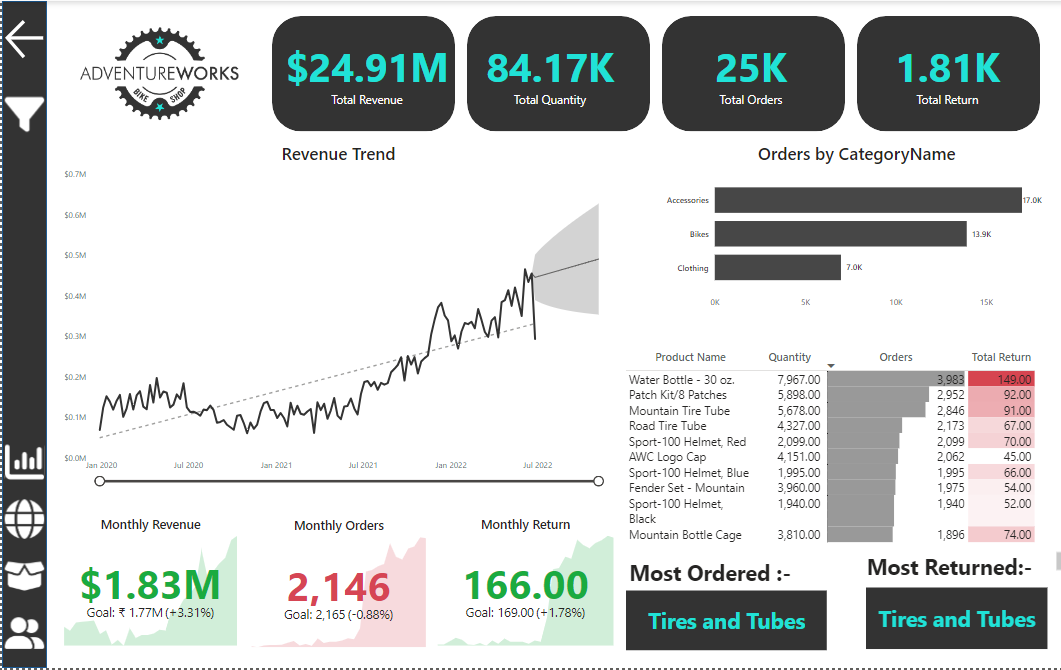 ADVENTUREWORKS
BIKE SHOP
$24.91M
Total Revenue
84.17K
Total Quantity
25K
Total Orders
1.81K
Total Return
Revenue Trend
$0.7M
$0.6M
$0.5M
$0.4M
$0.3M
$0.2M
$0.1M
$0.0M
Jan 2020 Jul 2020 Jan 2021 Jul 2021 Jan 2022 Jul 2022
Orders by CategoryName
Accessories 17.0K
Bikes 13.9K
Clothing 7.0K
0K 5K 10K 15K
Product Name Quantity Orders Total Return
Water Bottle - 30 oz. 7,967.00 3,983 149.00
Patch Kit/8 Patches 5,898.00 2,952 92.00
Mountain Tire Tube 5,678.00 2,846 91.00
Road Tire Tube 4,327.00 2,173 67.00
Sport-100 Helmet, Red 2,099.00 2,099 70.00
AWC Logo Cap 4,151.00 2,062 45.00
Sport-100 Helmet, Blue 1,995.00 1,995 66.00
Fender Set - Mountain 3,960.00 1,975 54.00
Sport-100 Helmet, 1,940.00 1,940 52.00
Black
Mountain Bottle Cage 3,810.00 1,896 74.00
Monthly Revenue
$1.83M
Goal: ₹ 1.77M (+3.31%)
Monthly Orders
2,146
Goal: 2,165 (-0.88%)
Monthly Return
166.00
Goal: 169.00 (+1.78%)
Most Ordered :-
Tires and Tubes
Most Returned:-
Tires and Tubes